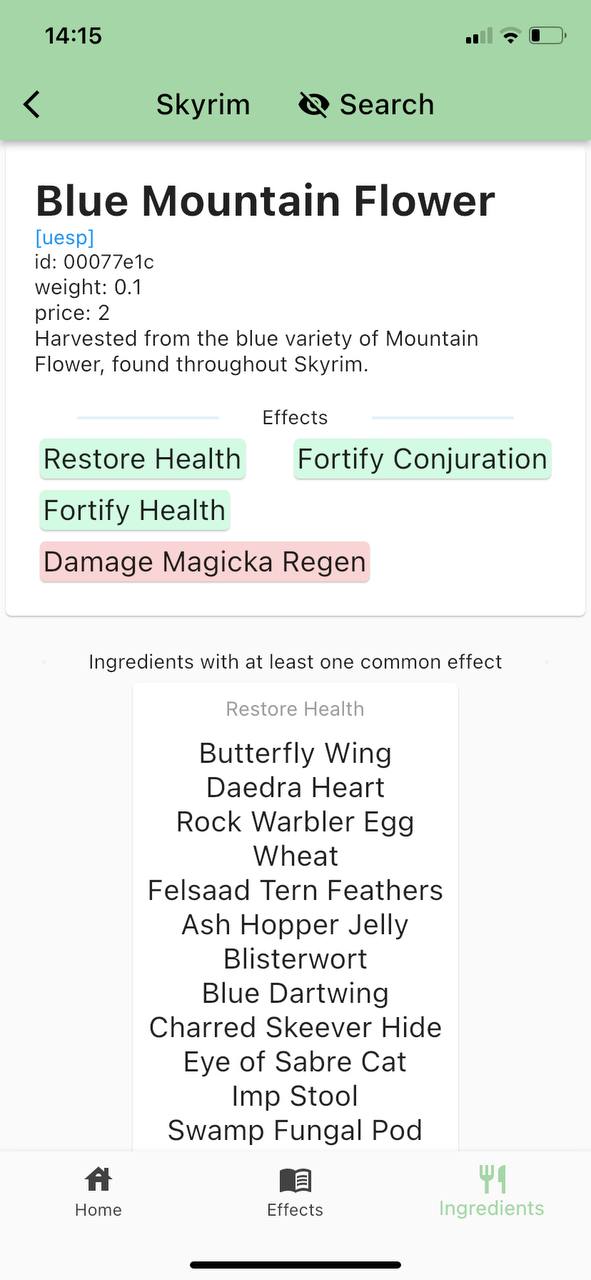 14:15
Skyrim Search
Blue Mountain Flower
[uesp]
id: 00077e1c
weight: 0.1
price: 2
Harvested from the blue variety of Mountain
Flower, found throughout Skyrim.
Effects
Restore Health Fortify Conjuration
Fortify Health
Damage Magicka Regen
Ingredients with at least one common effect
Restore Health
Butterfly Wing
Daedra Heart
Rock Warbler Egg
Wheat
Felsaad Tern Feathers
Ash Hopper Jelly
Blisterwort
Blue Dartwing
Charred Skeever Hide
Eye of Sabre Cat
Imp Stool
Swamp Fungal Pod
Home Effects Ingredients